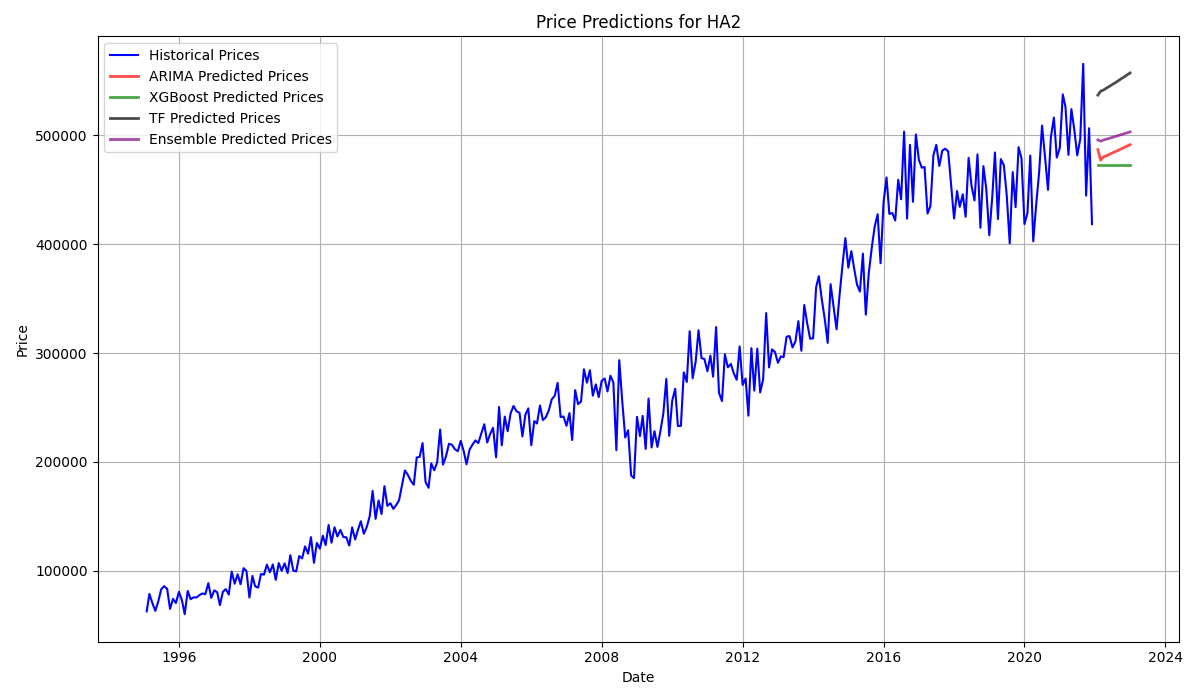 Price Predictions for HA2
Historical Prices
ARIMA Predicted Prices
XGBoost Predicted Prices
TF Predicted Prices
Ensemble Predicted Prices
500000
400000
300000
200000
100000
Price
1996 2000 2004 2008 2012 2016 2020 2024
Date